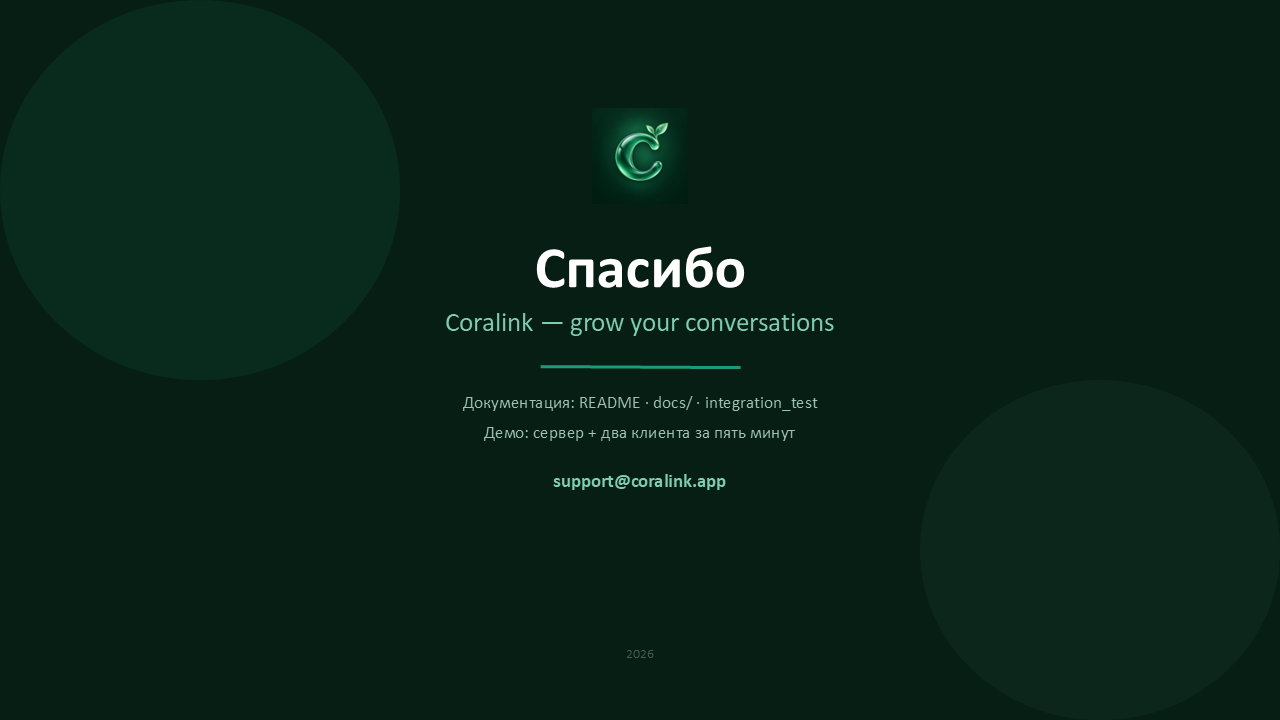 Спасибо
Coralink — grow your conversations
Документация: README · docs/ · integration_test
Демо: сервер + два клиента за пять минут
support@coralink.app
2026